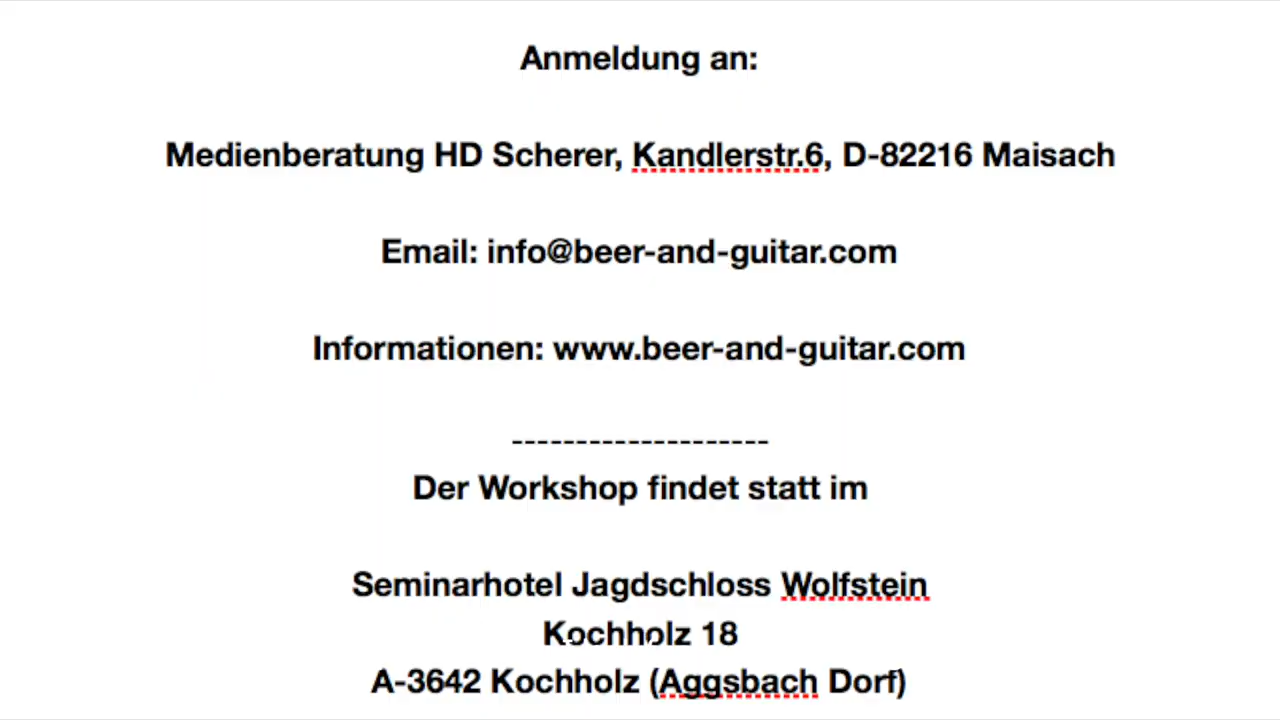 Anmeldung an:
Medienberatung HD Scherer, Kandlerstr.6, D-82216 Maisach
Email: info@beer-and-guitar.com
Informationen: www.beer-and-guitar.com
--------------------
Der Workshop findet statt im
Seminarhotel Jagdschloss Wolfstein
Kochholz 18
A-3642 Kochholz (Aggsbach Dorf)